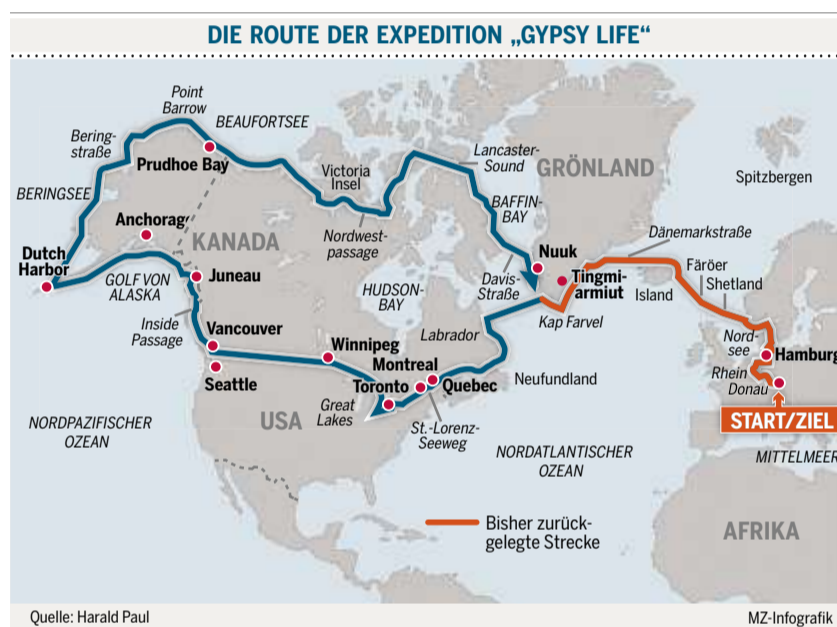 DIE ROUTE DER EXPEDITION „GYPSY LIFE“
Point
Barrow
BEAUFORTSEE
Bering-
straße
Prudhoe Bay
BERINGSEE
Victoria
Insel
Lancaster-
Sound
GRÖNLAND
Spitzbergen
BAFFIN-
BAY
Anchorag
KANADA
Nordwest-
passage
Dänemarkstraße
Dutch
Harbor
GOLF VON
ALASKA
Juneau
HUDSON-
BAY
Davis-
Straße
Nuuk
Tingmi-
armiut
Island
Färöer
Shetland
Kap Farvel
Inside
Passage
Vancouver
Winnipeg
Labrador
Nord-
see
Hamburg
Seattle
Montreal
Toronto
Quebec
Neufundland
Rhein
Donau
Great
Lakes
St.-Lorenz-
Seeweg
USA
START/ZIEL
NORDPAZIFISCHER
OZEAN
NORDATLANTISCHER
OZEAN
MITTELMEER
Bisher zurück-
gelegte Strecke
AFRIKA
Quelle: Harald Paul
MZ-Infografik